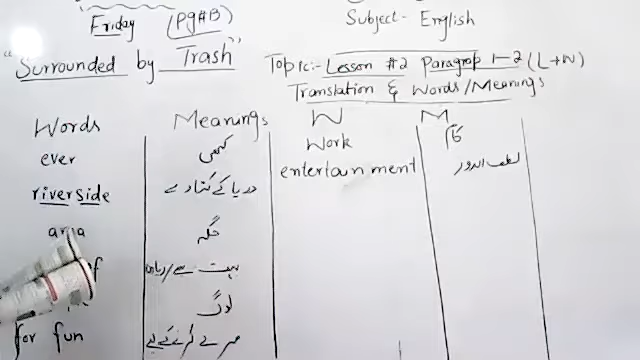 Friday (Pg#B) Subject- English
"Surrounded by Trash"
Topic:- Lesson #2 Paragrap 1-2 (L→W)
Translation & Words/Meanings
Words Meanings W M
ever کبھی Work کام
riverside دریا کے کنارے entertainment لطف اندوز
area جگہ
f بہت سے/زیادہ
لوگ
for fun مزے کرنے کے لیے